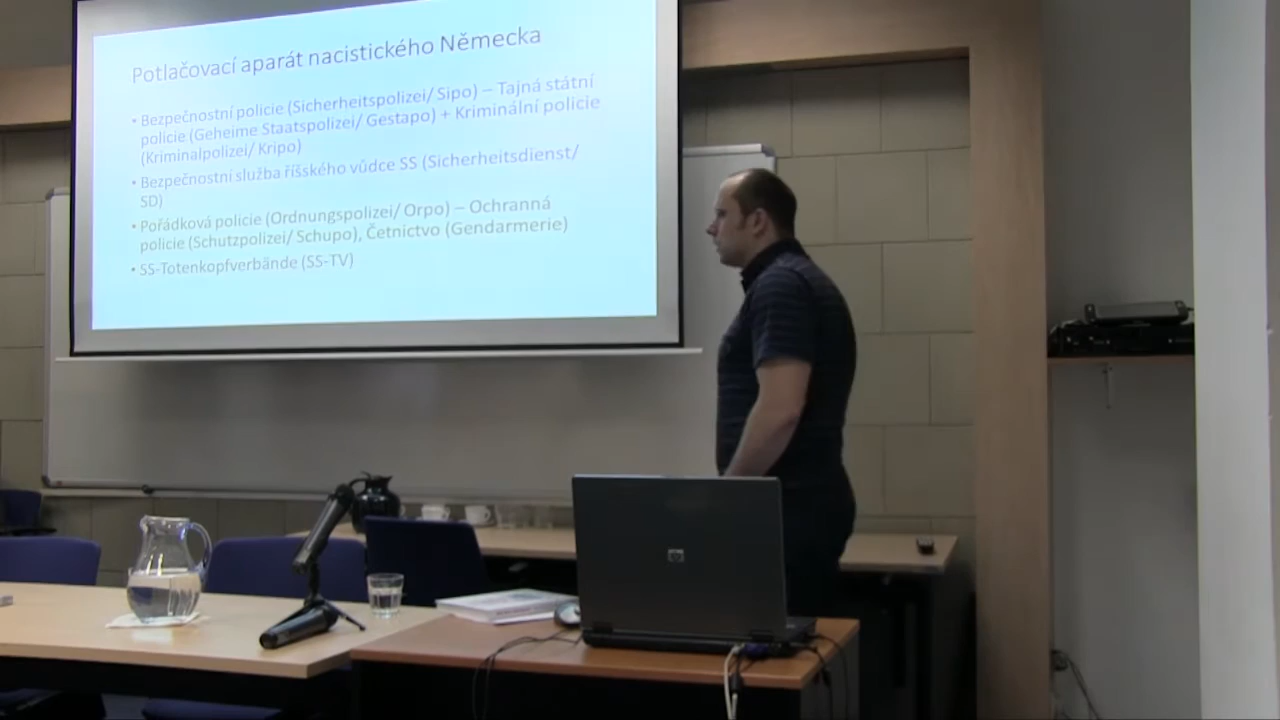 Potlačovací aparát nacistického Německa
• Bezpečnostní policie (Sicherheitspolizei/ Sipo) – Tajná státní
policie (Geheime Staatspolizei/ Gestapo) + Kriminální policie
(Kriminalpolizei/ Kripo)
• Bezpečnostní služba říšského vůdce SS (Sicherheitsdienst/
SD)
• Pořádková policie (Ordnungspolizei/ Orpo) – Ochranná
policie (Schutzpolizei/ Schupo), Četnictvo (Gendarmerie)
• SS-Totenkopfverbände (SS-TV)
hp